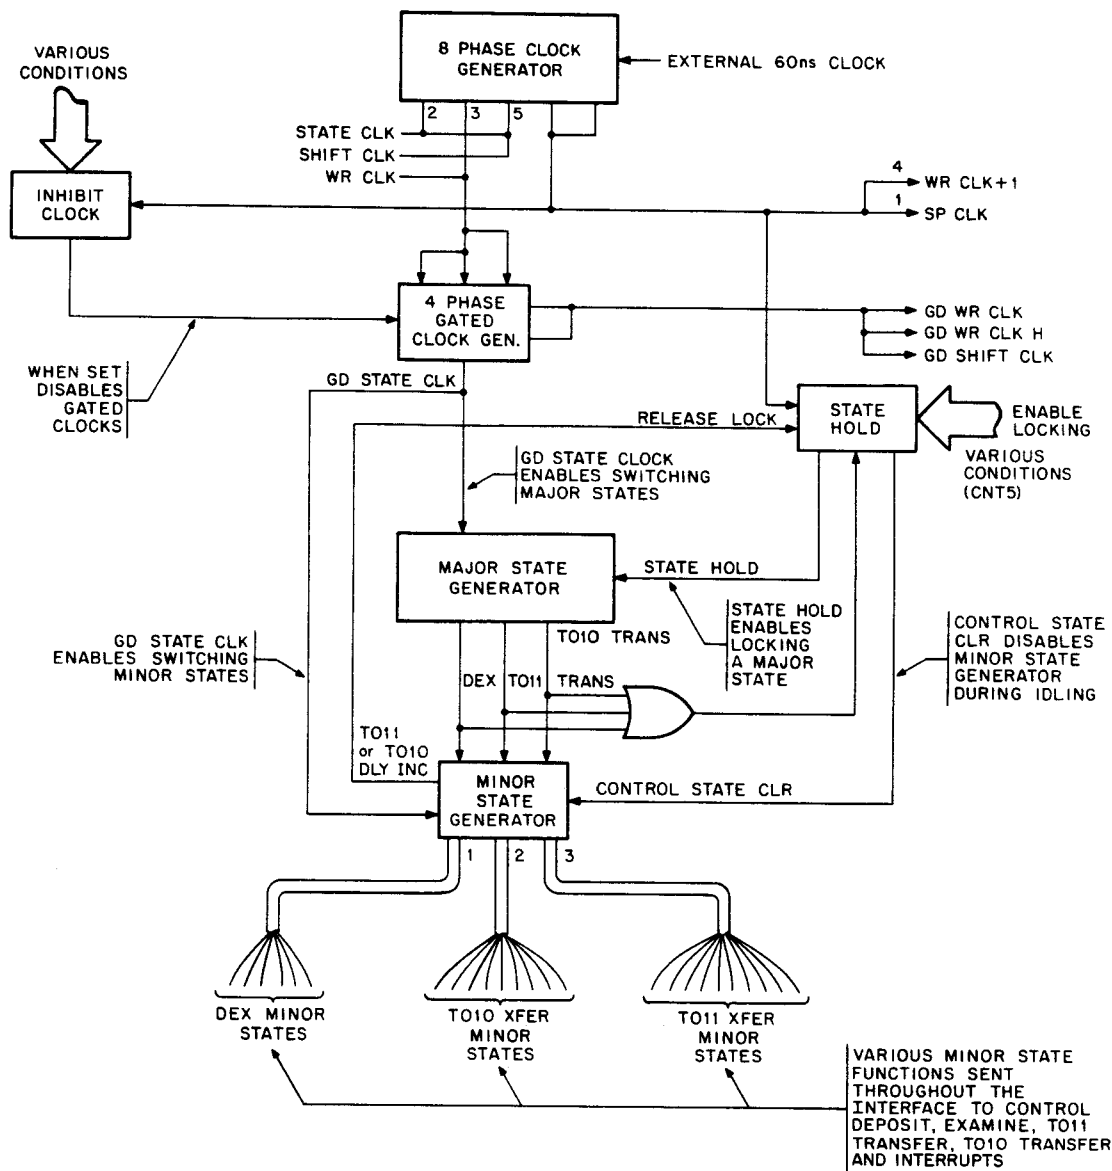 8 PHASE CLOCK
GENERATOR
EXTERNAL 60ns CLOCK
VARIOUS
CONDITIONS
2 3 5
STATE CLK
SHIFT CLK
WR CLK
INHIBIT
CLOCK
4
WR CLK+1
1
SP CLK
4 PHASE
GATED
CLOCK GEN.
GD WR CLK
GD WR CLK H
GD SHIFT CLK
WHEN SET
DISABLES
GATED
CLOCKS
GD STATE CLK
RELEASE LOCK
STATE
HOLD
ENABLE
LOCKING
VARIOUS
CONDITIONS
(CNT5)
GD STATE CLOCK
ENABLES SWITCHING
MAJOR STATES
MAJOR STATE
GENERATOR
STATE HOLD
STATE HOLD
ENABLES
LOCKING
A MAJOR
STATE
CONTROL STATE
CLR DISABLES
MINOR STATE
GENERATOR
DURING IDLING
GD STATE CLK
ENABLES SWITCHING
MINOR STATES
TO10 TRANS
DEX TO11 TRANS
TO11
or TO10
DLY INC
MINOR
STATE
GENERATOR
CONTROL STATE CLR
1 2 3
DEX MINOR
STATES
TO10 XFER
MINOR
STATES
TO11 XFER
MINOR
STATES
VARIOUS MINOR STATE
FUNCTIONS SENT
THROUGHOUT THE
INTERFACE TO CONTROL
DEPOSIT, EXAMINE, TO11
TRANSFER, TO10 TRANSFER
AND INTERRUPTS